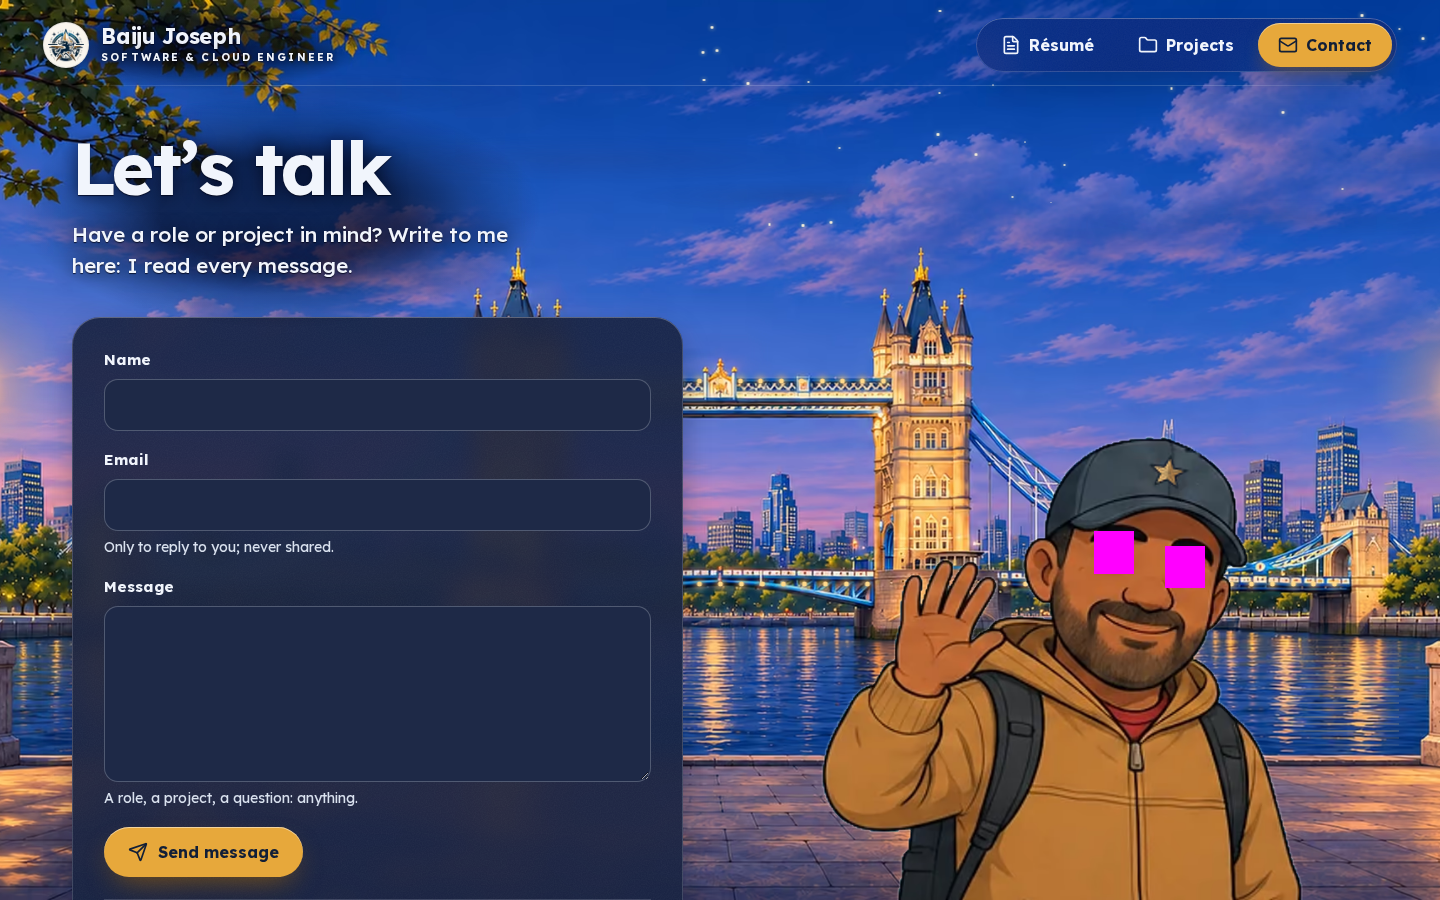 Baiju Joseph
SOFTWARE & CLOUD ENGINEER
Résumé
Projects
Contact
Let’s talk
Have a role or project in mind? Write to me
here: I read every message.
Name
Email
Only to reply to you; never shared.
Message
A role, a project, a question: anything.
Send message